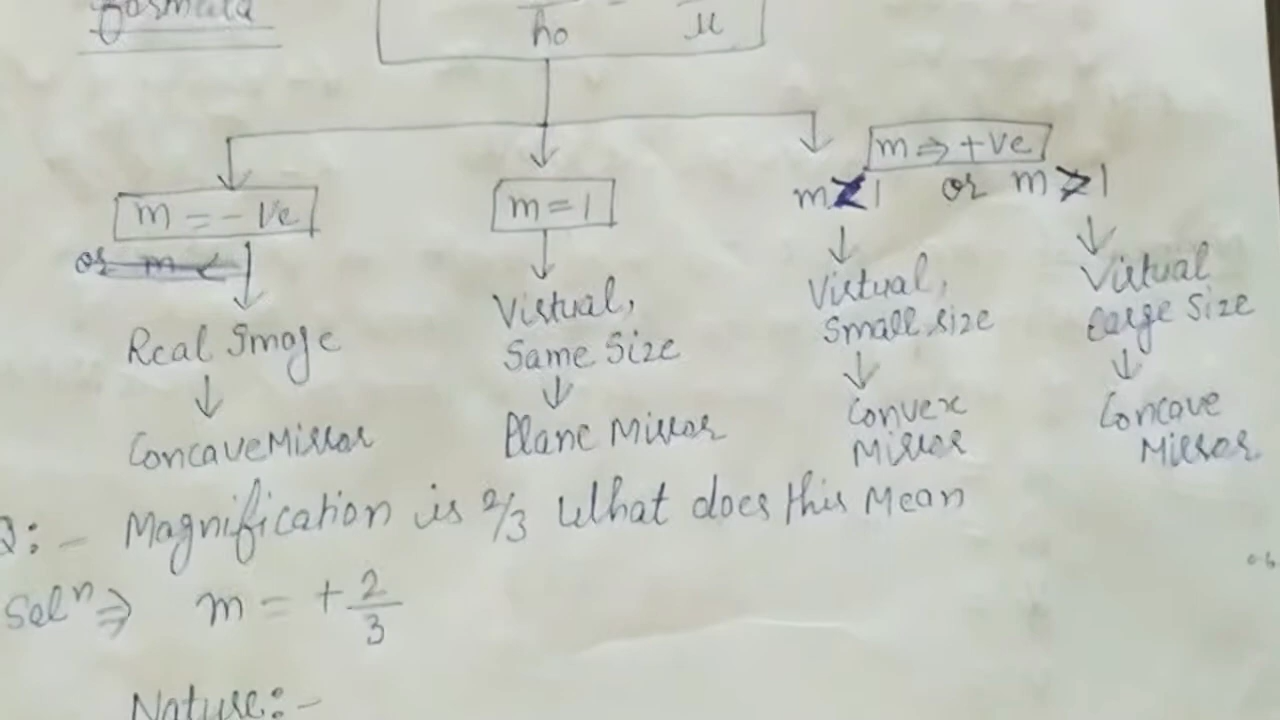 formula
ho u
m ⇒ +ve
m < 1 or m > 1
m = - ve
m = 1
or m <
Real Image
Virtual,
Same Size
Virtual,
Small size
Virtual
large size
Concave Mirror
Plane Mirror
Convex
Mirror
Concave
Mirror
Q:- Magnification is 2/3 What does this Mean
Solⁿ ⇒ m = + 2/3
Nature:-